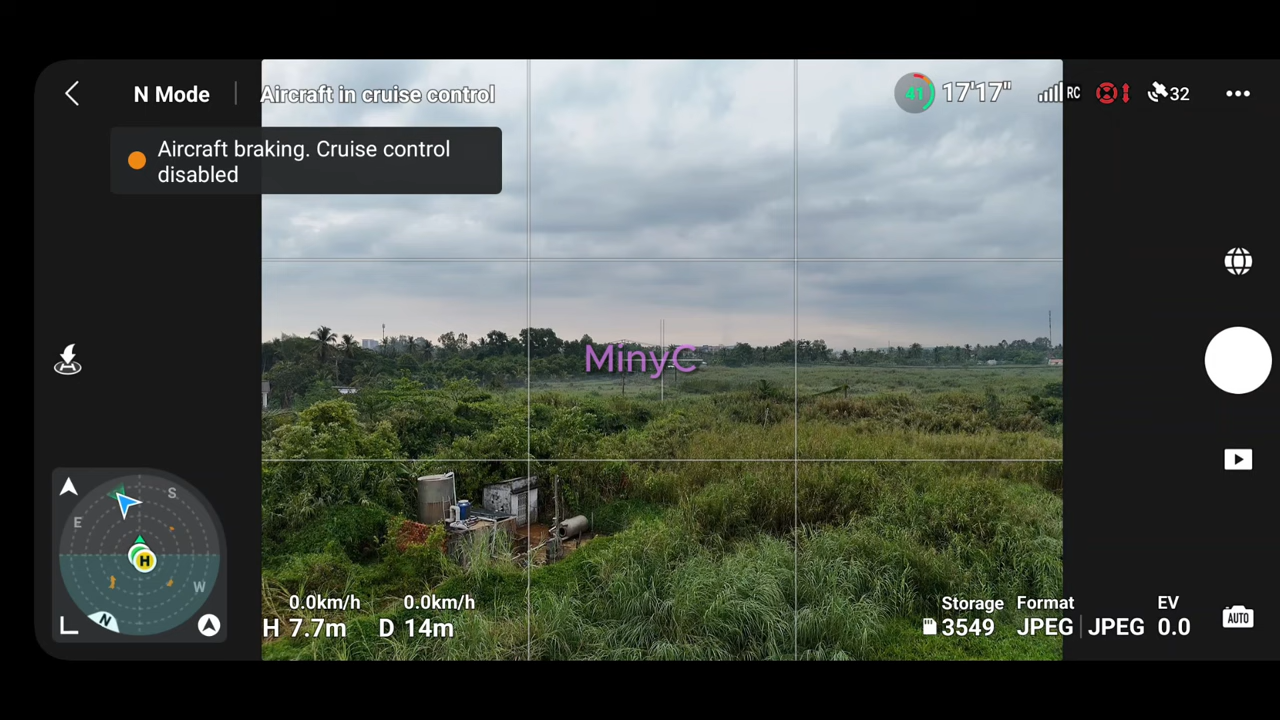 N Mode
Aircraft in cruise control
41
17'17"
RC
32
Aircraft braking. Cruise control
disabled
MinyC
S
E
H
W
N
0.0km/h
0.0km/h
H 7.7m
D 14m
Storage
3549
Format
JPEG | JPEG
EV
0.0
AUTO